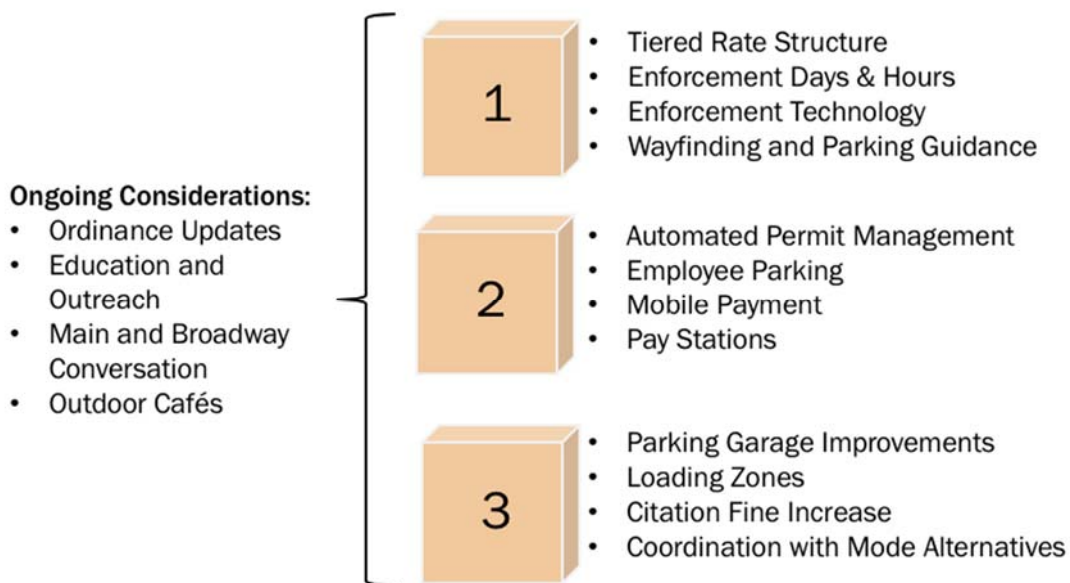 Ongoing Considerations:
• Ordinance Updates
• Education and
Outreach
• Main and Broadway
Conversation
• Outdoor Cafés
1
• Tiered Rate Structure
• Enforcement Days & Hours
• Enforcement Technology
• Wayfinding and Parking Guidance
2
• Automated Permit Management
• Employee Parking
• Mobile Payment
• Pay Stations
3
• Parking Garage Improvements
• Loading Zones
• Citation Fine Increase
• Coordination with Mode Alternatives